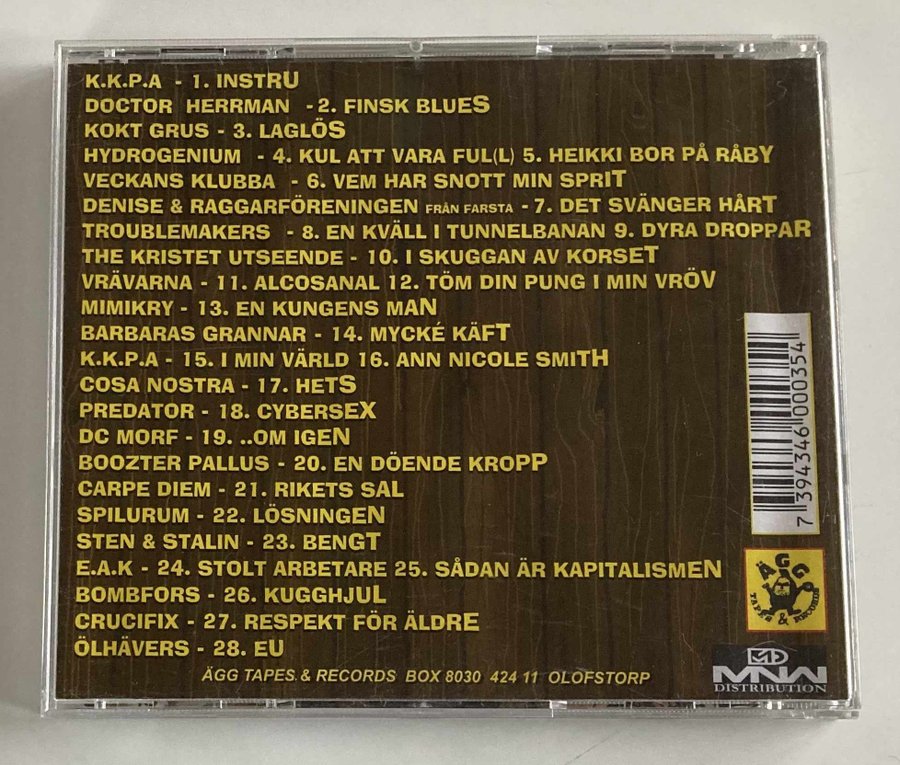 K.K.P.A - 1. INSTRU
DOCTOR HERRMAN - 2. FINSK BLUES
KOKT GRUS - 3. LAGLÖS
HYDROGENIUM - 4. KUL ATT VARA FUL(L) 5. HEIKKI BOR PÅ RÅBY
VECKANS KLUBBA - 6. VEM HAR SNOTT MIN SPRIT
DENISE & RAGGARFÖRENINGEN FRÅN FARSTA - 7. DET SVÄNGER HÅRT
TROUBLEMAKERS - 8. EN KVÄLL I TUNNELBANAN 9. DYRA DROPPAR
THE KRISTET UTSEENDE - 10. I SKUGGAN AV KORSET
VRÄVARNA - 11. ALCOSANAL 12. TÖM DIN PUNG I MIN VRÖV
MIMIKRY - 13. EN KUNGENS MAN
BARBARAS GRANNAR - 14. MYCKÉ KÄFT
K.K.P.A - 15. I MIN VÄRLD 16. ANN NICOLE SMITH
COSA NOSTRA - 17. HETS
PREDATOR - 18. CYBERSEX
DC MORF - 19. ..OM IGEN
BOOZTER PALLUS - 20. EN DÖENDE KROPP
CARPE DIEM - 21. RIKETS SAL
SPILURUM - 22. LÖSNINGEN
STEN & STALIN - 23. BENGT
E.A.K - 24. STOLT ARBETARE 25. SÅDAN ÄR KAPITALISMEN
BOMBFORS - 26. KUGGHJUL
CRUCIFIX - 27. RESPEKT FÖR ÄLDRE
ÖLHÄVERS - 28. EU
ÄGG TAPES & RECORDS BOX 8030 424 11 OLOFSTORP
7 394346 000354
ÄGG
TAPES & RECORDS
MD
MNW
DISTRIBUTION